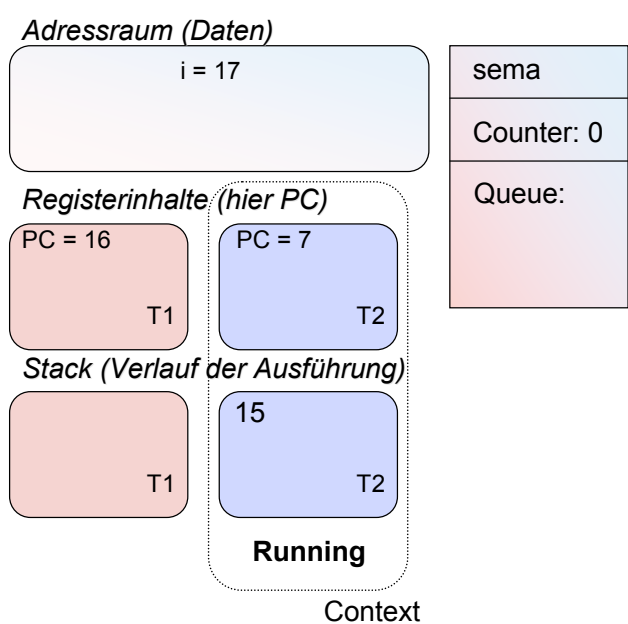 Adressraum (Daten)
i = 17
sema
Counter: 0
Queue:
Registerinhalte (hier PC)
PC = 16
T1
PC = 7
T2
Stack (Verlauf der Ausführung)
T1
15
T2
Running
Context